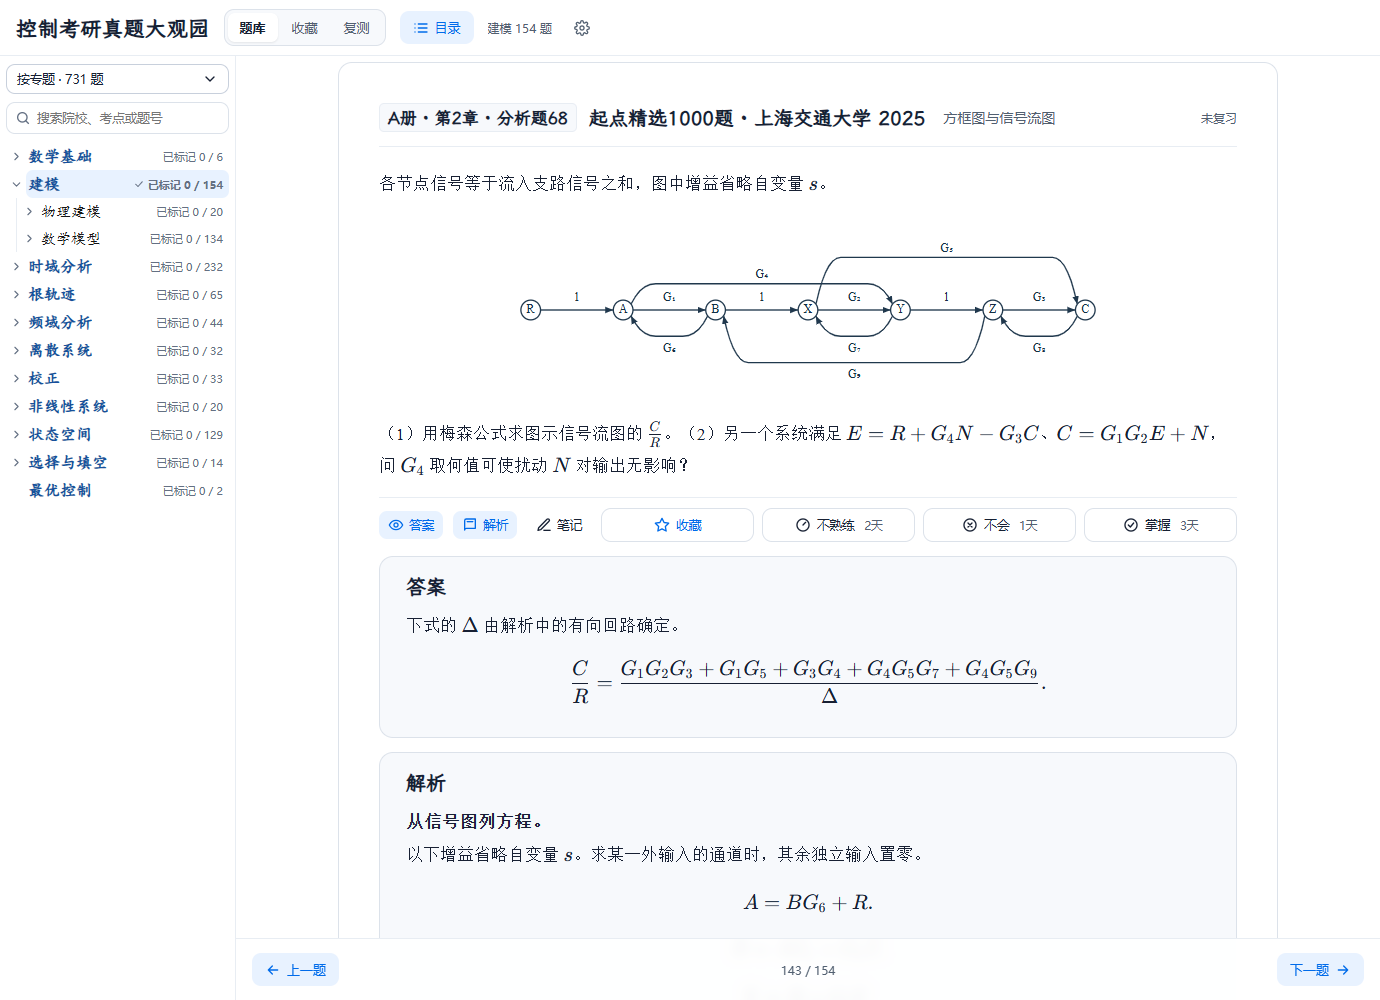 控制考研真题大观园 题库 收藏 复测 目录 建模 154 题
按专题 · 731 题
搜索院校、考点或题号
数学基础 已标记 0 / 6
建模 已标记 0 / 154
物理建模 已标记 0 / 20
数学模型 已标记 0 / 134
时域分析 已标记 0 / 232
根轨迹 已标记 0 / 65
频域分析 已标记 0 / 44
离散系统 已标记 0 / 32
校正 已标记 0 / 33
非线性系统 已标记 0 / 20
状态空间 已标记 0 / 129
选择与填空 已标记 0 / 14
最优控制 已标记 0 / 2
A册 · 第2章 · 分析题68 起点精选1000题 · 上海交通大学 2025 方框图与信号流图 未复习
各节点信号等于流入支路信号之和，图中增益省略自变量 s。
G₅
G₄
1 G₁ 1 G₂ 1 G₃
R A B X Y Z C
G₆ G₇ G₈
G₉
（1）用梅森公式求图示信号流图的 C/R。（2）另一个系统满足 E = R + G₄N − G₃C、C = G₁G₂E + N，
问 G₄ 取何值可使扰动 N 对输出无影响？
答案 解析 笔记 收藏 不熟练 2天 不会 1天 掌握 3天
答案
下式的 Δ 由解析中的有向回路确定。
C/R = (G₁G₂G₃ + G₁G₅ + G₃G₄ + G₄G₅G₇ + G₄G₅G₉)/Δ.
解析
从信号图列方程。
以下增益省略自变量 s。求某一外输入的通道时，其余独立输入置零。
A = BG₆ + R.
上一题 143 / 154 下一题